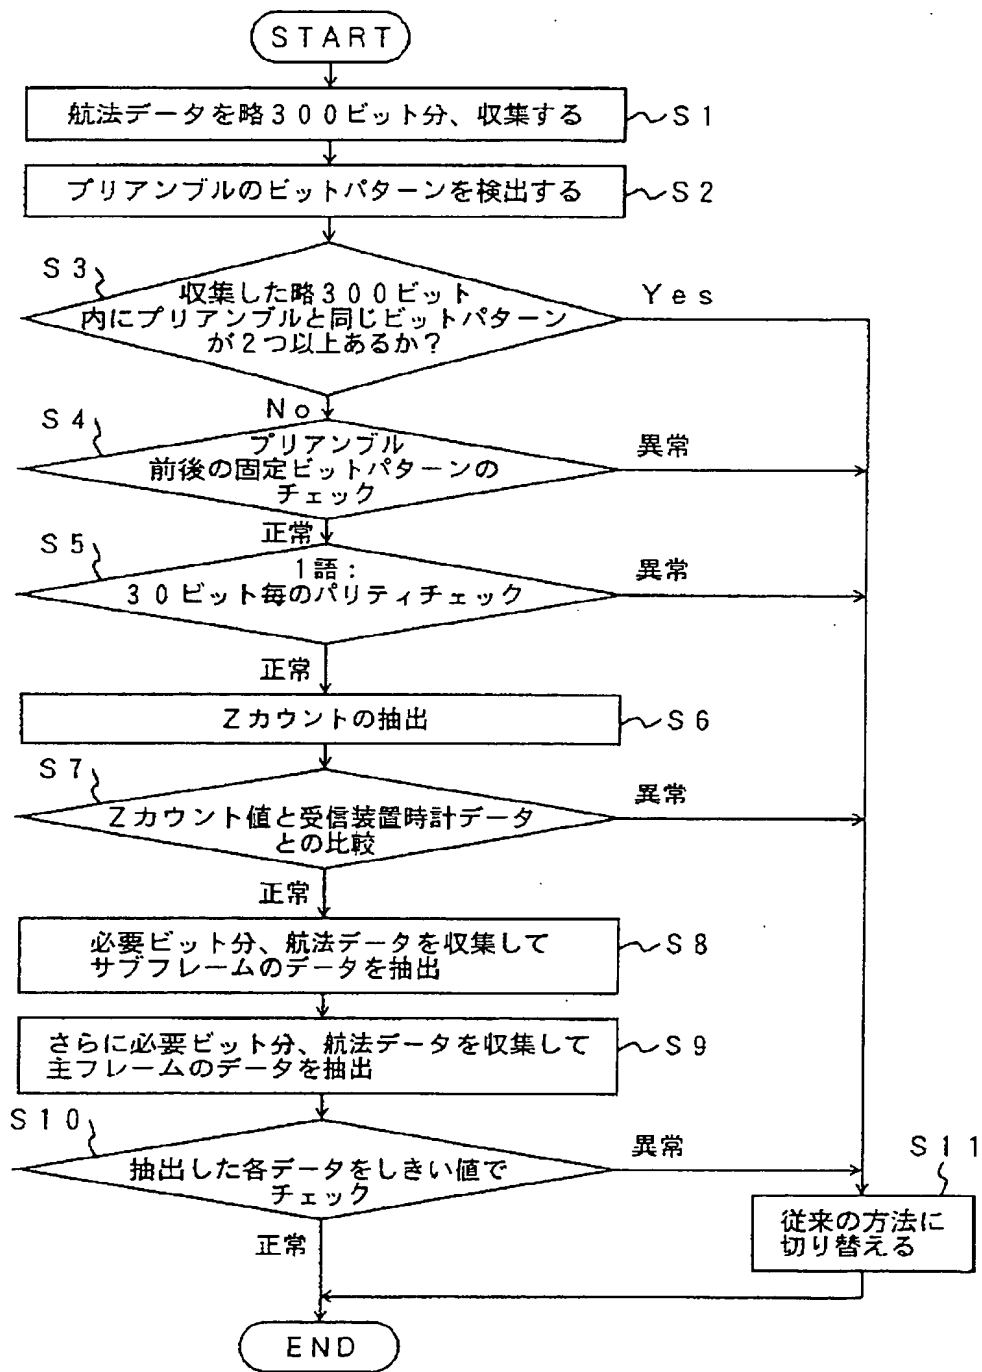 START
航法データを略300ビット分、収集する
S1
プリアンブルのビットパターンを検出する
S2
S3
収集した略300ビット
内にプリアンブルと同じビットパターン
が2つ以上あるか?
Yes
No
S4
プリアンブル
前後の固定ビットパターンの
チェック
異常
正常
S5
1語:
30ビット毎のパリティチェック
異常
正常
Zカウントの抽出
S6
S7
Zカウント値と受信装置時計データ
との比較
異常
正常
必要ビット分、航法データを収集して
サブフレームのデータを抽出
S8
さらに必要ビット分、航法データを収集して
主フレームのデータを抽出
S9
S10
抽出した各データをしきい値で
チェック
異常
正常
S11
従来の方法に
切り替える
END